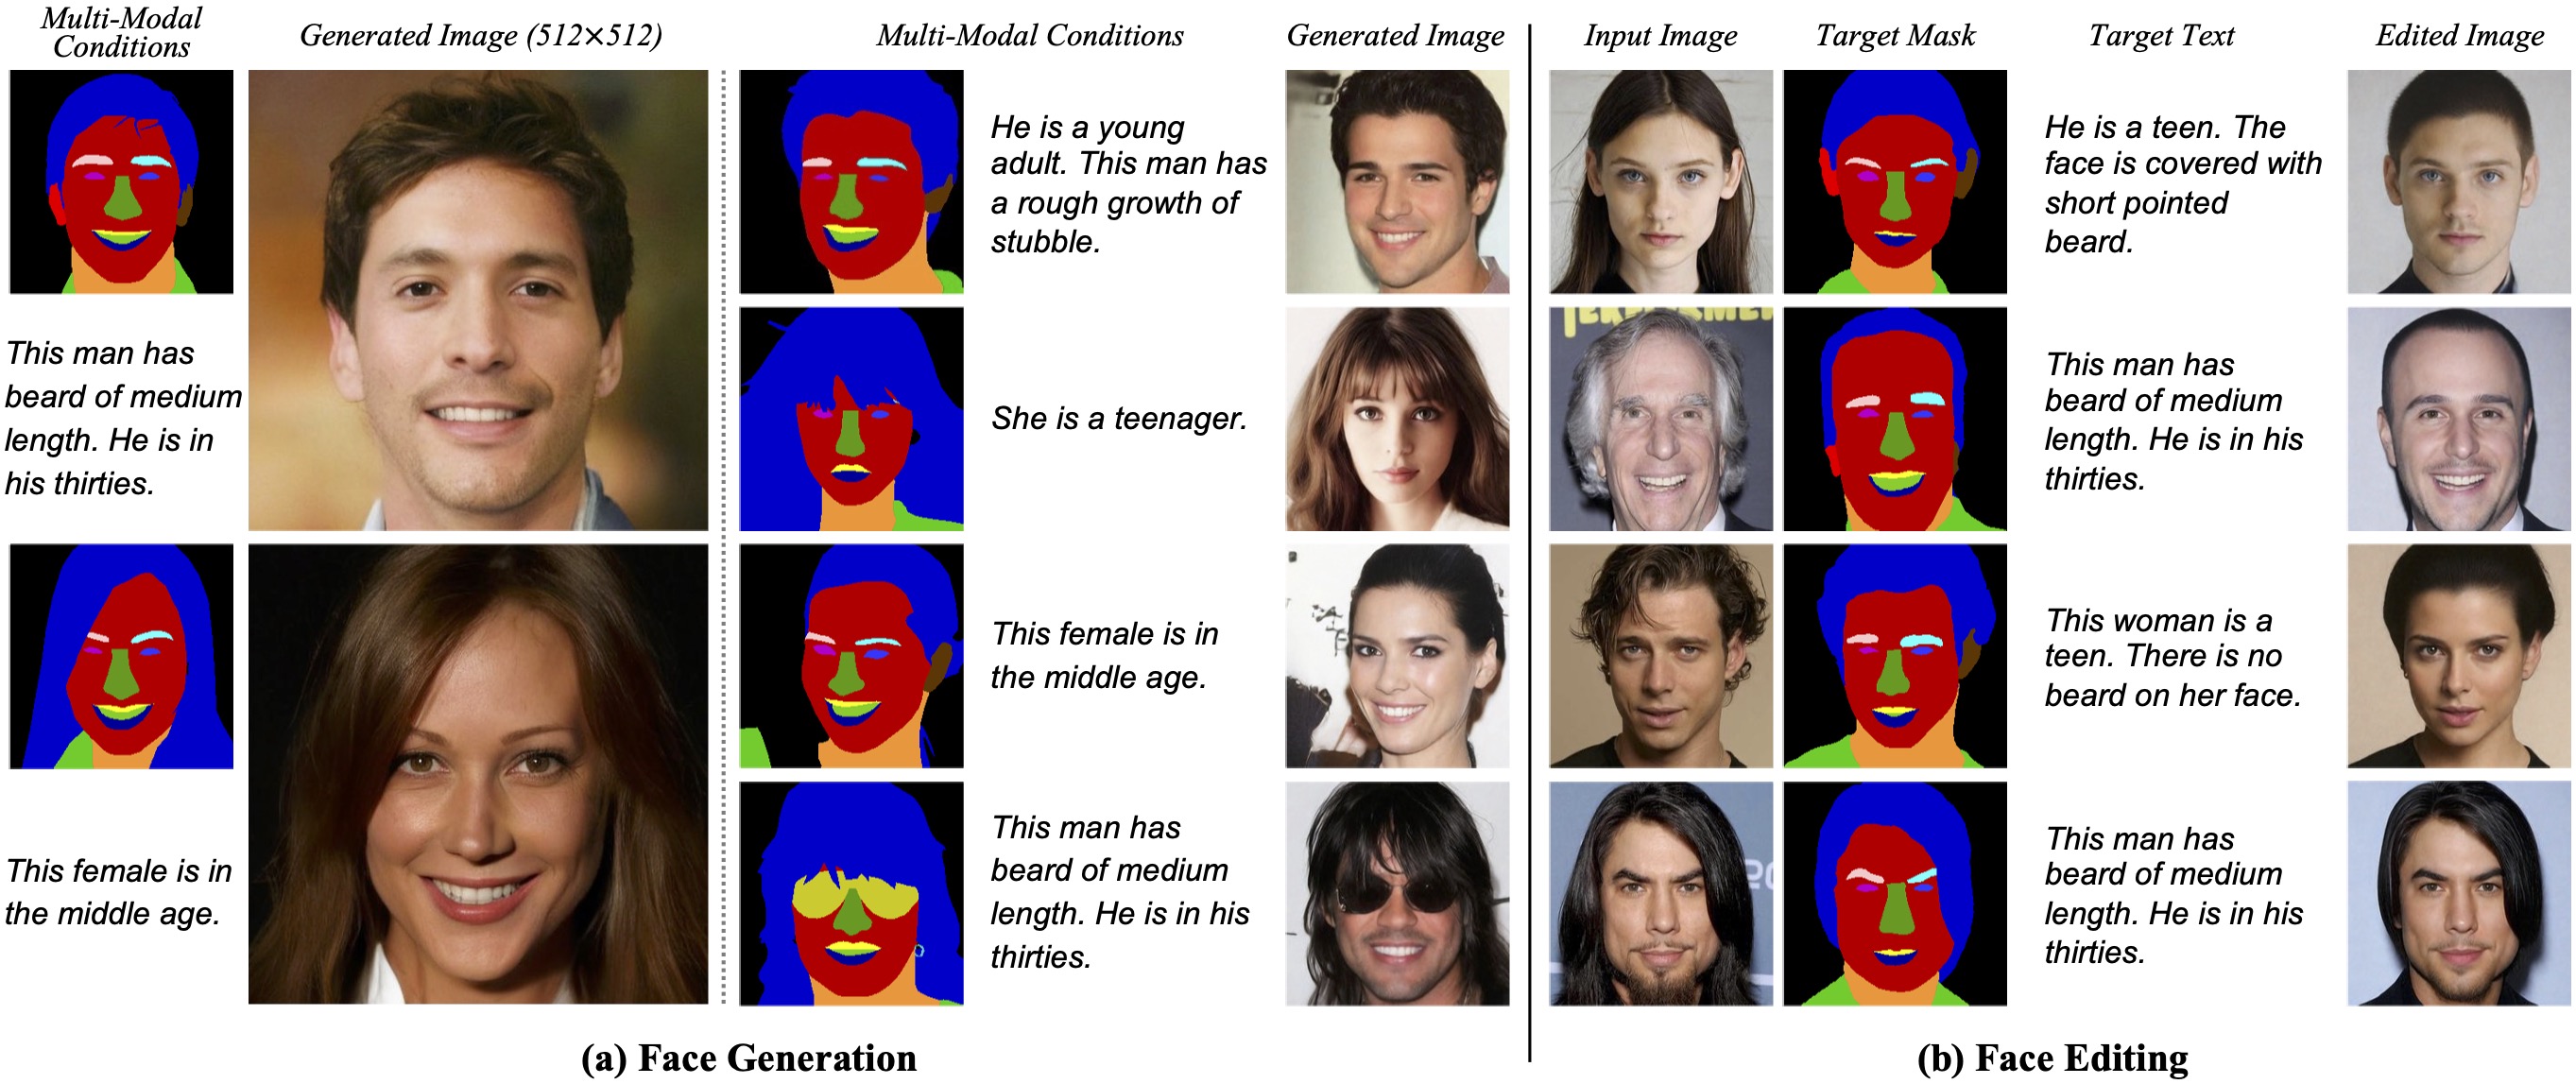 Multi-Modal
Conditions
Generated Image (512×512)
Multi-Modal Conditions
Generated Image
Input Image
Target Mask
Target Text
Edited Image
This man has
beard of medium
length. He is in
his thirties.
This female is in
the middle age.
He is a young
adult. This man has
a rough growth of
stubble.
She is a teenager.
This female is in
the middle age.
This man has
beard of medium
length. He is in his
thirties.
He is a teen. The
face is covered with
short pointed
beard.
This man has
beard of medium
length. He is in his
thirties.
This woman is a
teen. There is no
beard on her face.
This man has
beard of medium
length. He is in his
thirties.
(a) Face Generation
(b) Face Editing